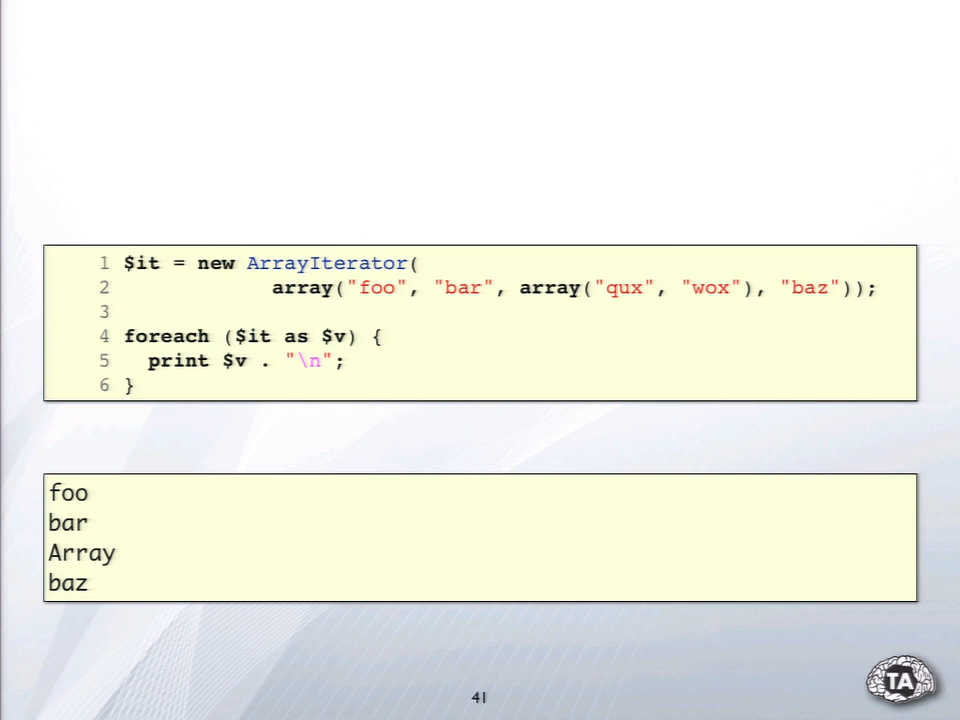 1 $it = new ArrayIterator(
2             array("foo", "bar", array("qux", "wox"), "baz"));
3
4 foreach ($it as $v) {
5   print $v . "\n";
6 }
foo
bar
Array
baz
41
TA